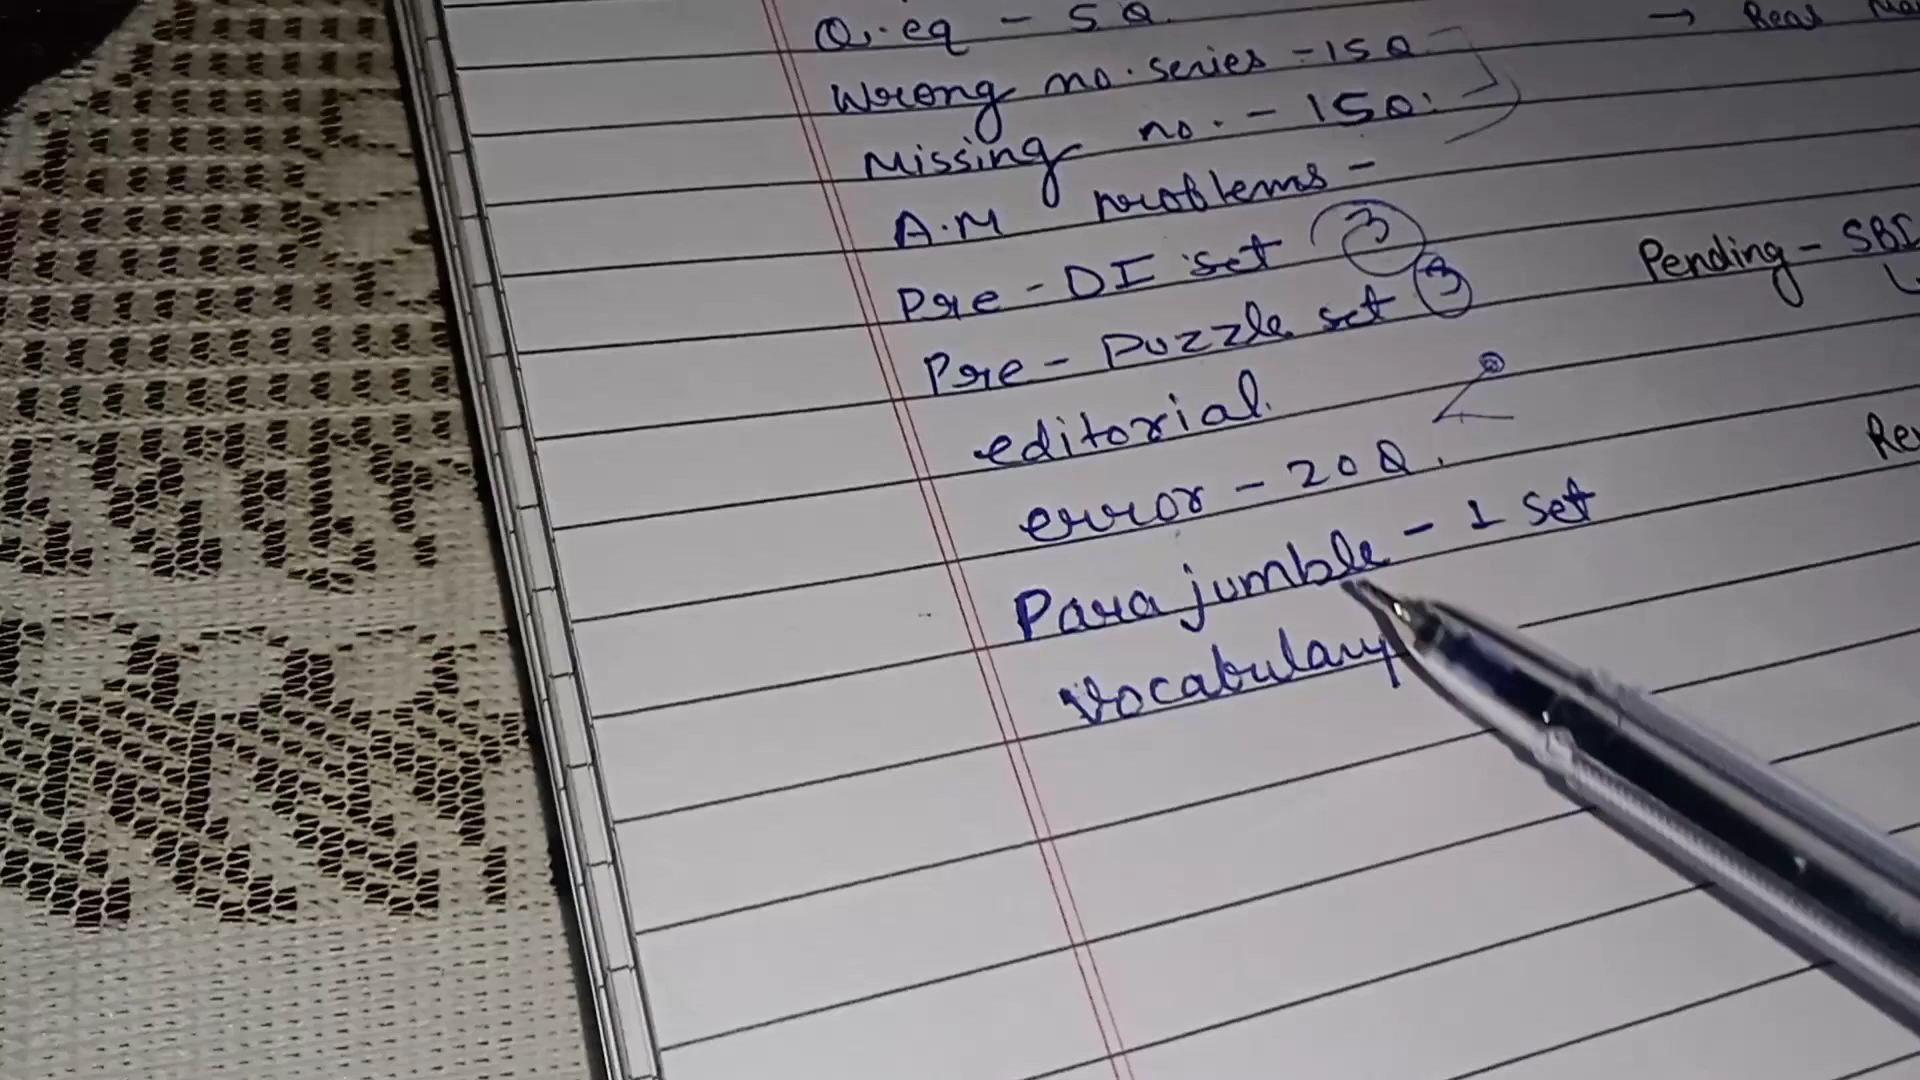 Q.eq - 5 Q
Wrong no. series - 15 Q
Missing no. - 15 Q.
A.M problems -
Pre - DI set 3
Pre - Puzzle set 3
editorial.
error - 20 Q.
Para jumble - 1 set
Vocabulary
→ Read
Pending - SBI